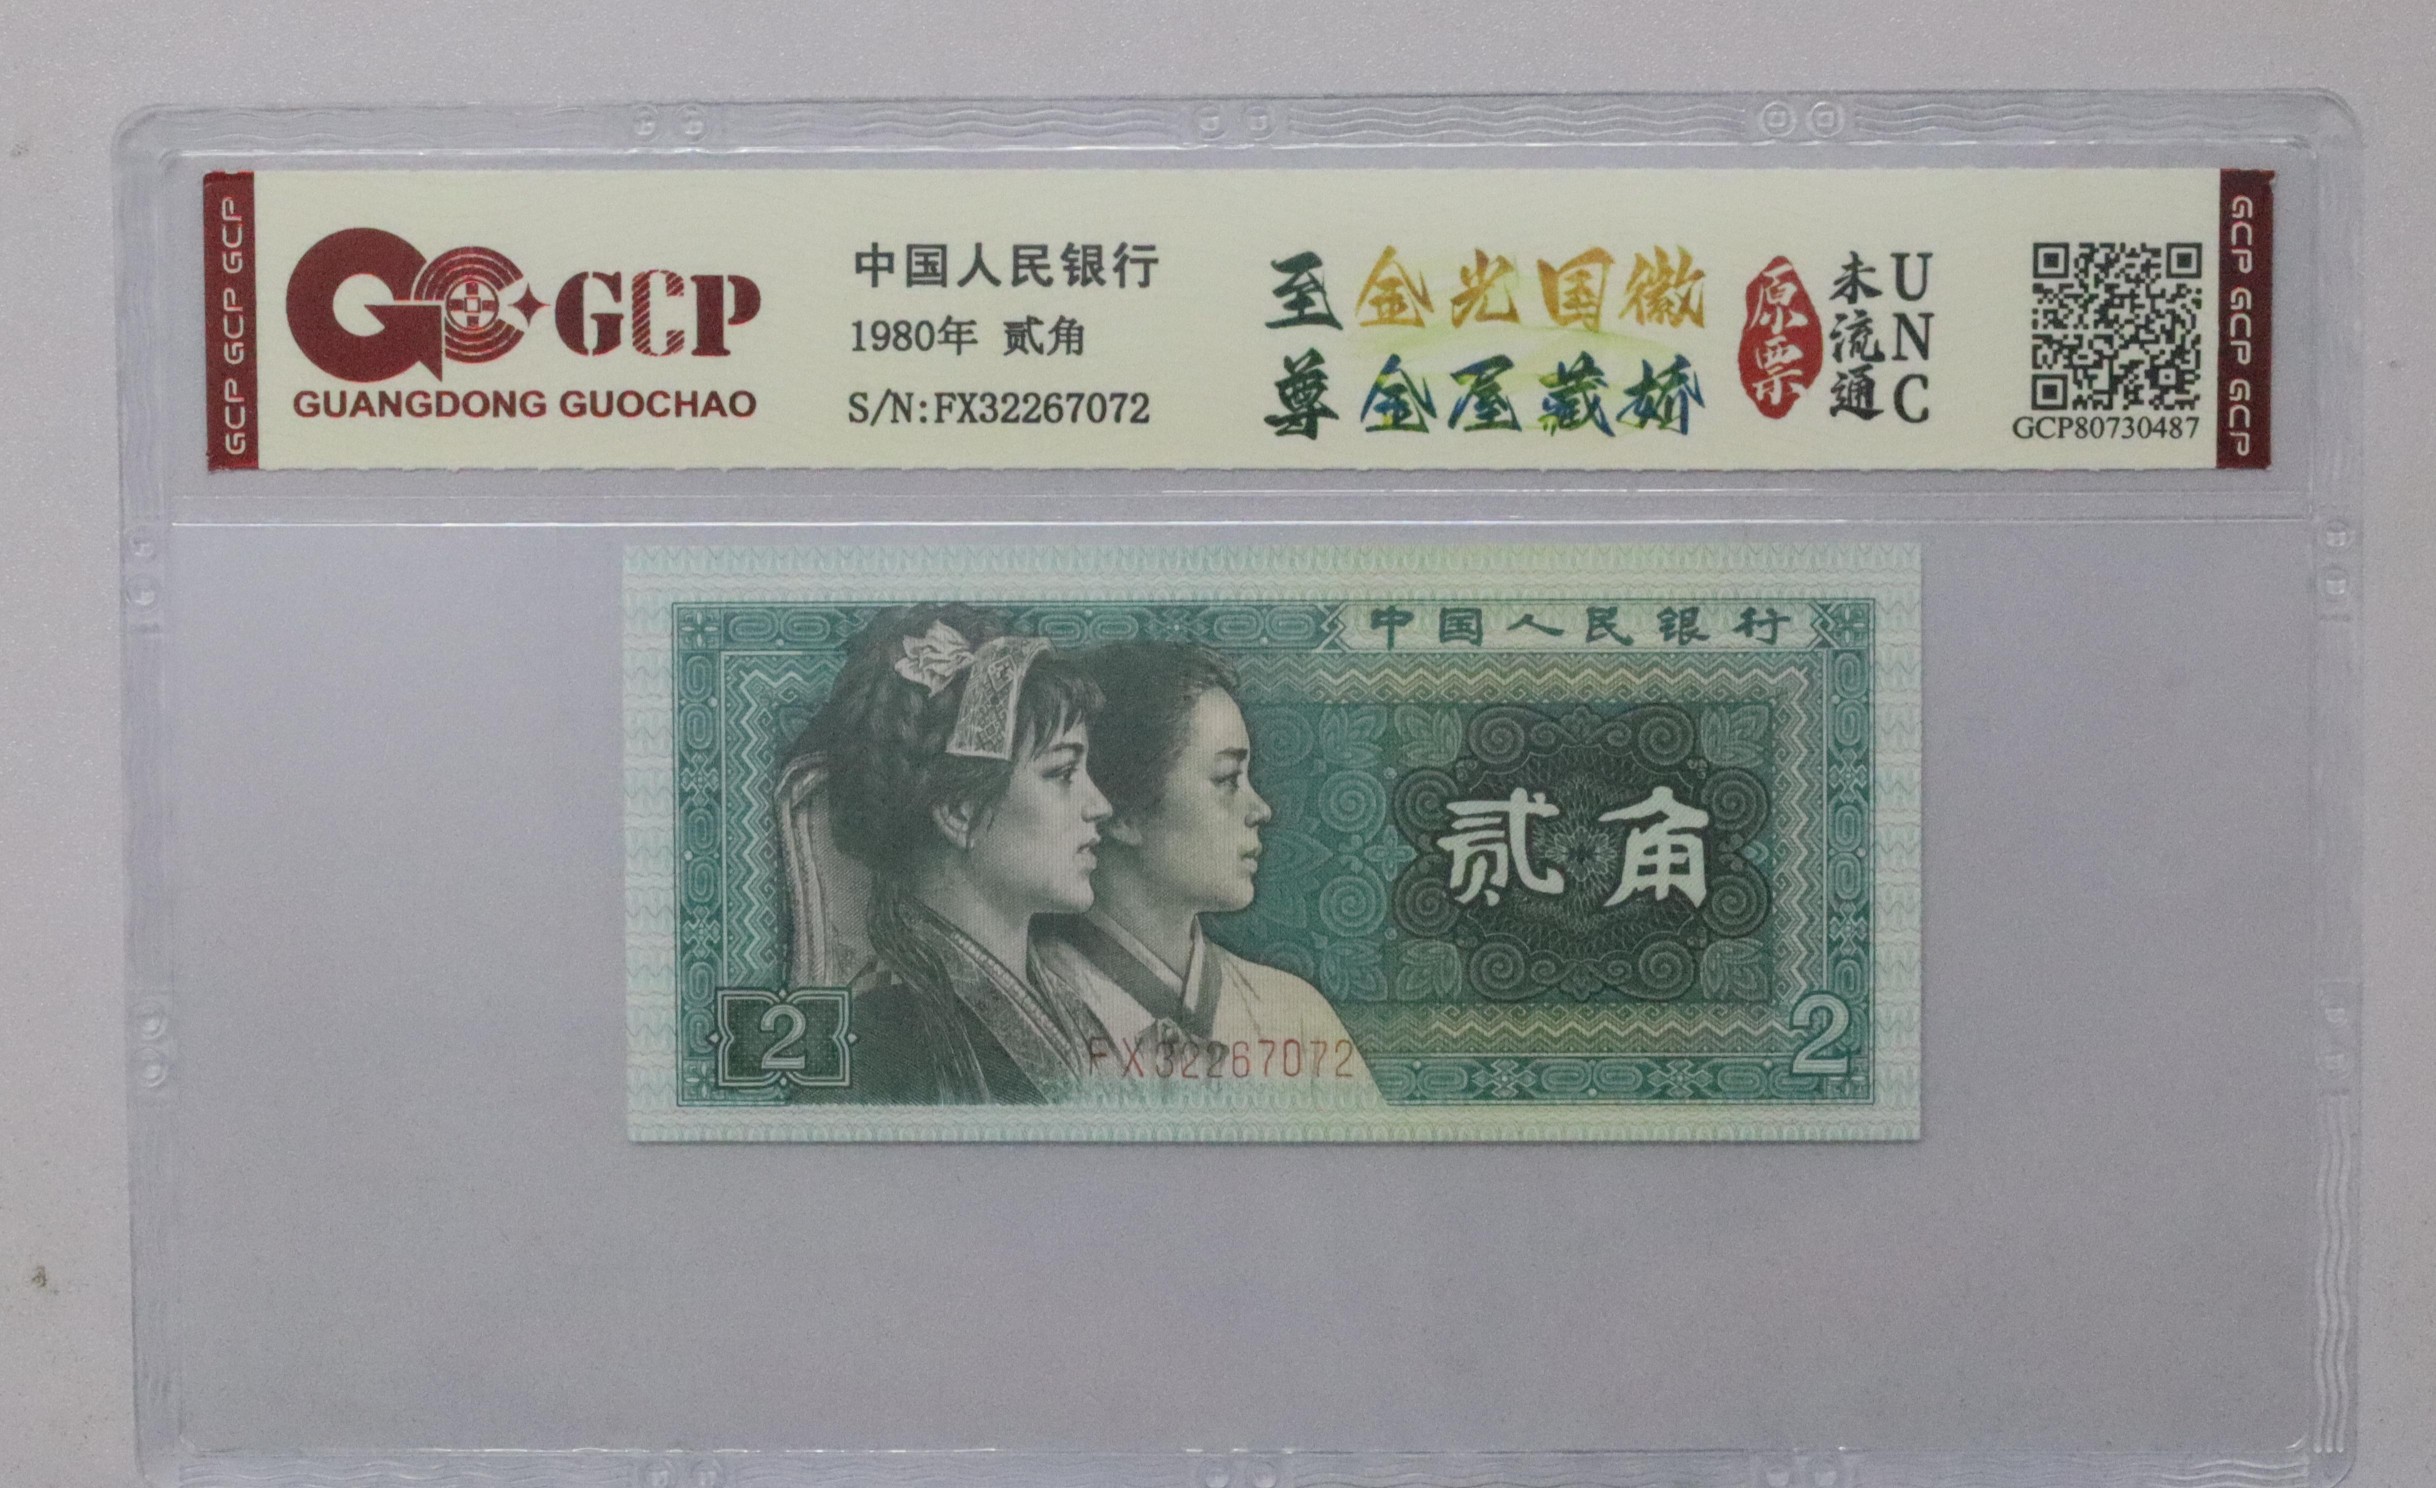 GCP GCP GCP
GCP
GUANGDONG GUOCHAO
中国人民银行
1980年 贰角
S/N:FX32267072
至尊
金光国徽
金屋藏娇
原票
未流通
UNC
GCP80730487
GCP GCP GCP
中国人民银行
贰角
2
FX32267072
2